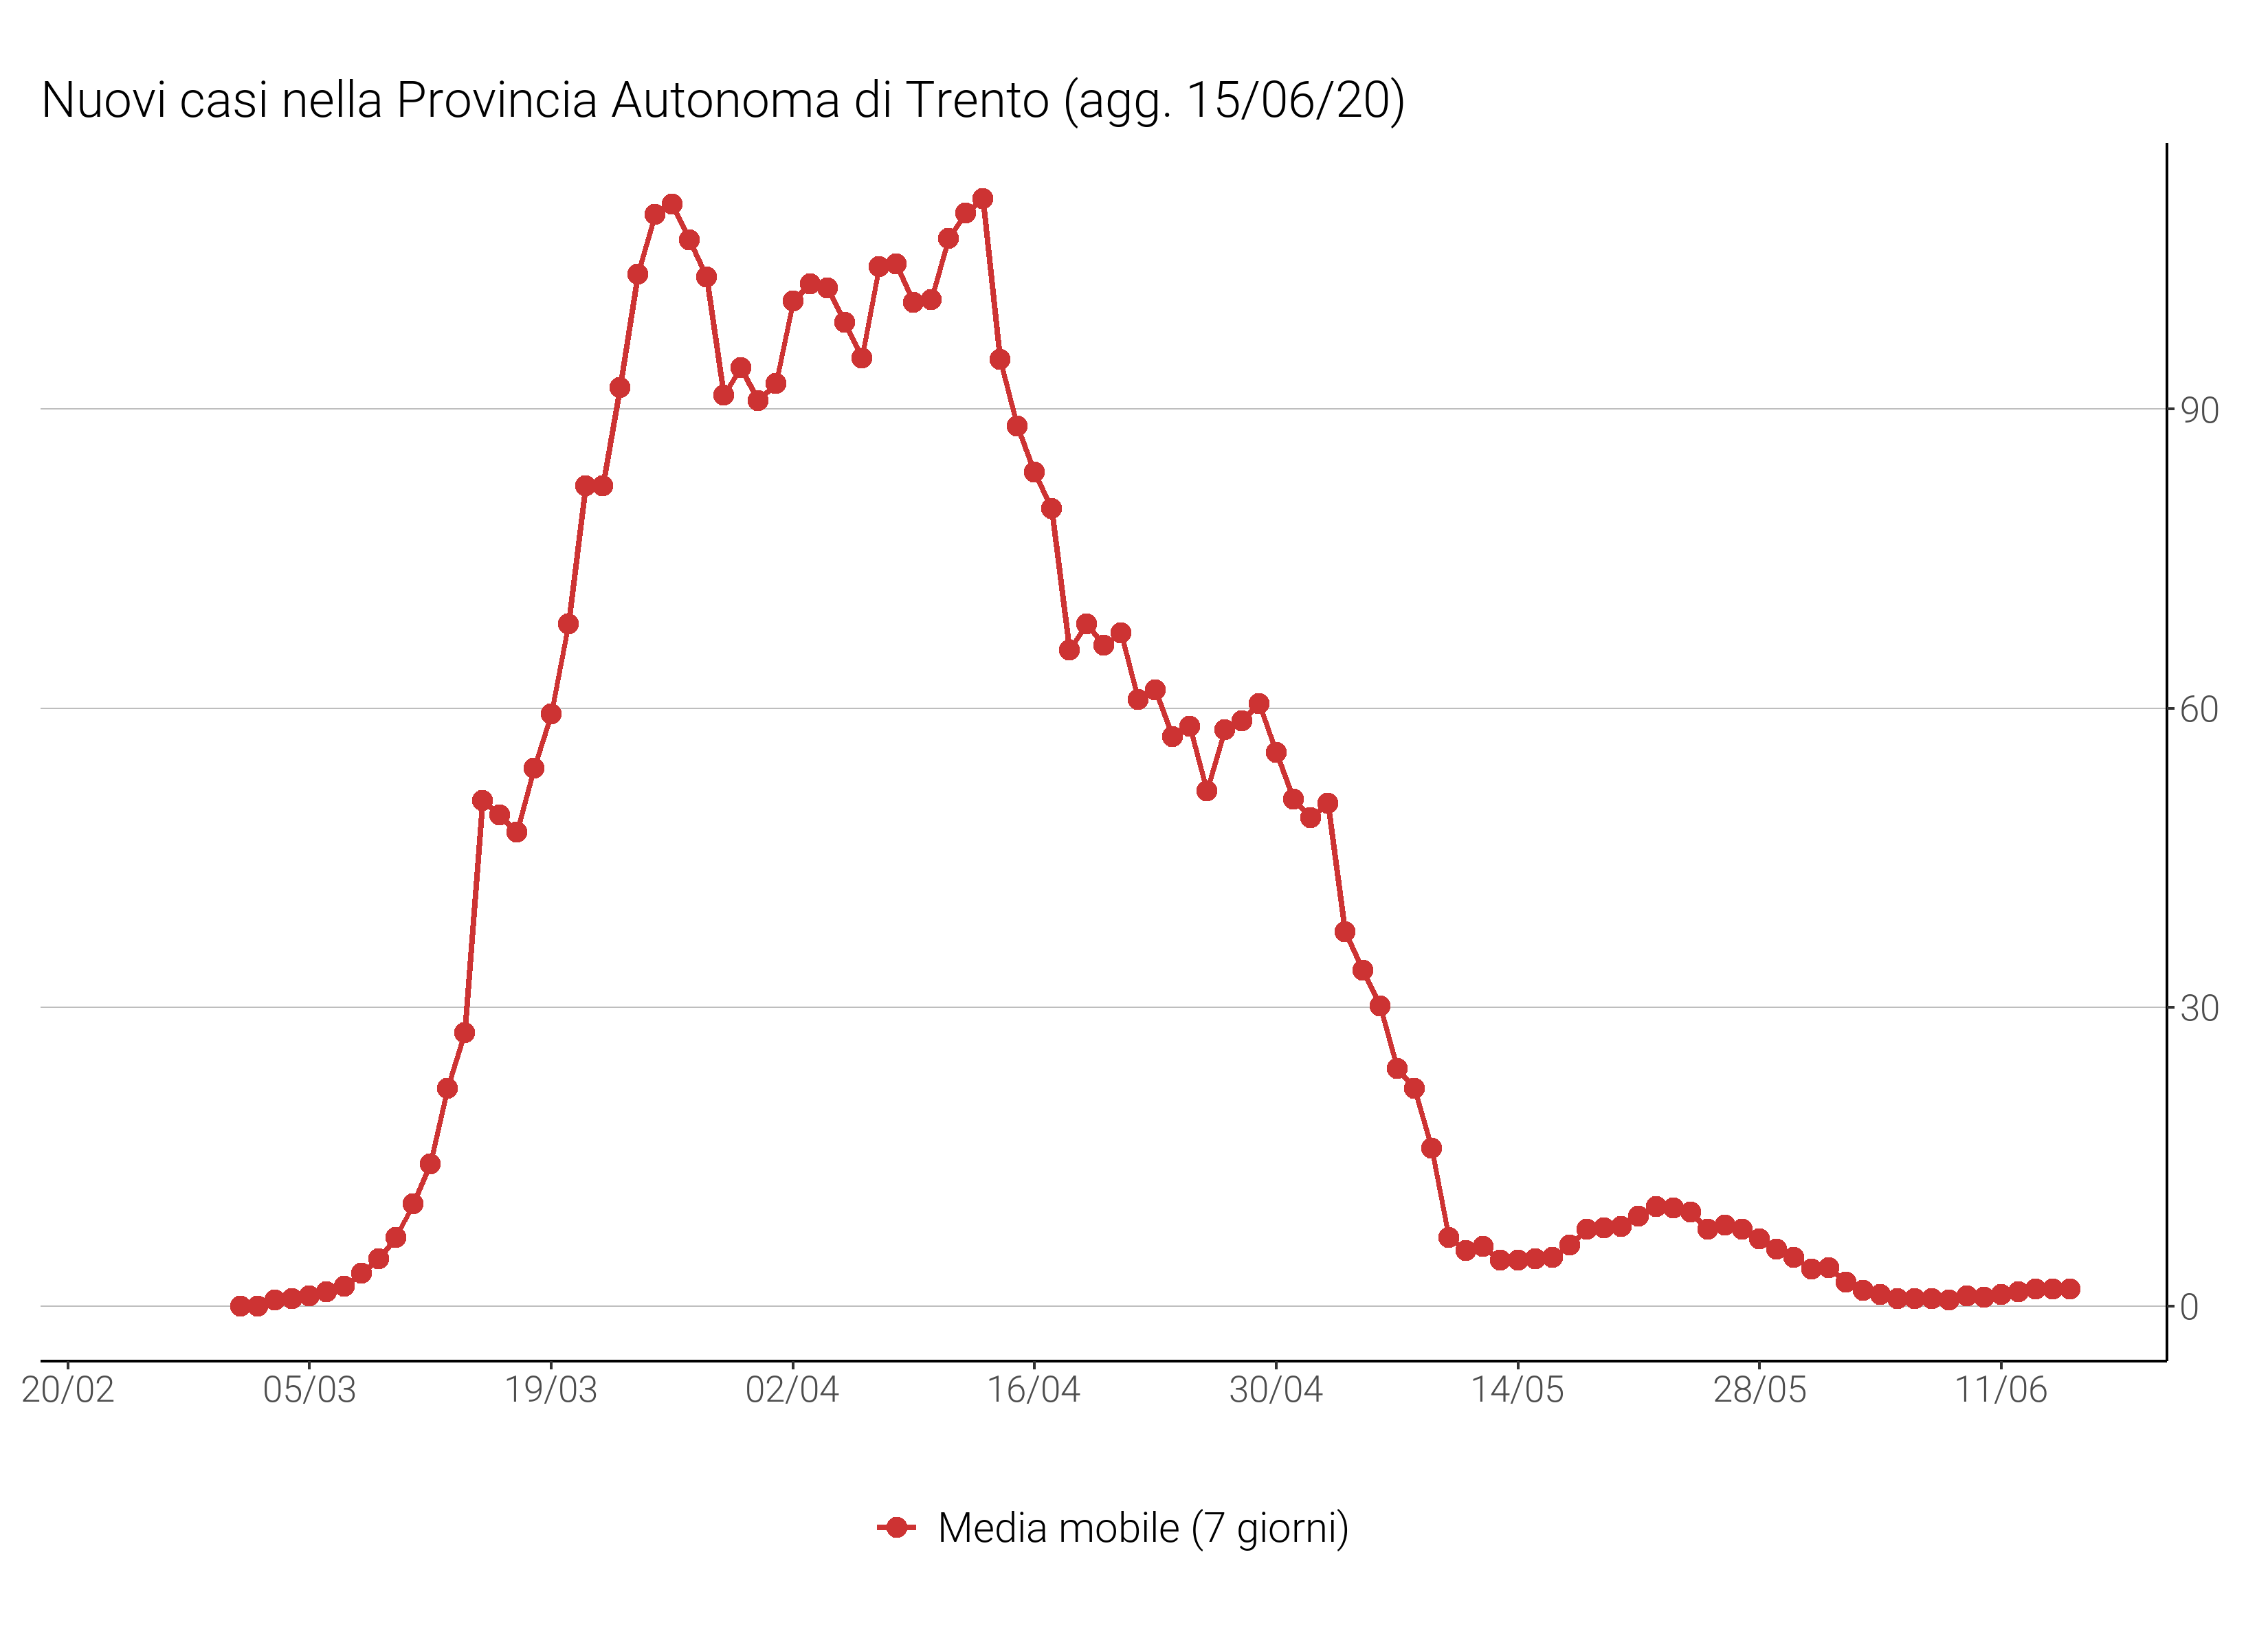 Nuovi casi nella Provincia Autonoma di Trento (agg. 15/06/20)
90
60
30
0
20/02 05/03 19/03 02/04 16/04 30/04 14/05 28/05 11/06
Media mobile (7 giorni)